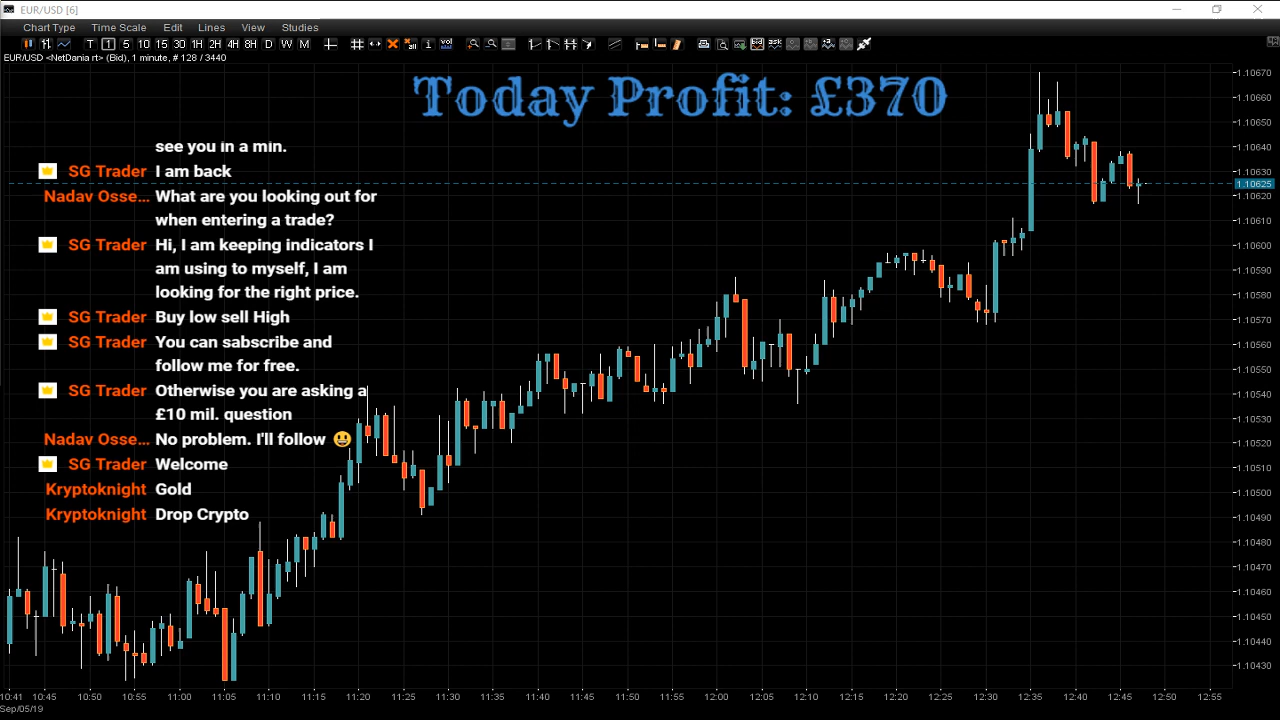 EUR/USD [6]
Chart Type Time Scale Edit Lines View Studies
T 1 5 10 15 30 1H 2H 4H 8H D W M
EUR/USD <NetDania rt> (Bid), 1 minute, # 128 / 3440
Today Profit: £370
see you in a min.
SG Trader I am back
Nadav Osse... What are you looking out for
when entering a trade?
SG Trader Hi, I am keeping indicators I
am using to myself, I am
looking for the right price.
SG Trader Buy low sell High
SG Trader You can sabscribe and
follow me for free.
SG Trader Otherwise you are asking a
£10 mil. question
Nadav Osse... No problem. I'll follow 😃
SG Trader Welcome
Kryptoknight Gold
Kryptoknight Drop Crypto
1.10670
1.10660
1.10650
1.10640
1.10630
1.10625
1.10620
1.10610
1.10600
1.10590
1.10580
1.10570
1.10560
1.10550
1.10540
1.10530
1.10520
1.10510
1.10500
1.10490
1.10480
1.10470
1.10460
1.10450
1.10440
1.10430
10:41 10:45 10:50 10:55 11:00 11:05 11:10 11:15 11:20 11:25 11:30 11:35 11:40 11:45 11:50 11:55 12:00 12:05 12:10 12:15 12:20 12:25 12:30 12:35 12:40 12:45 12:50 12:55
Sep/05/19